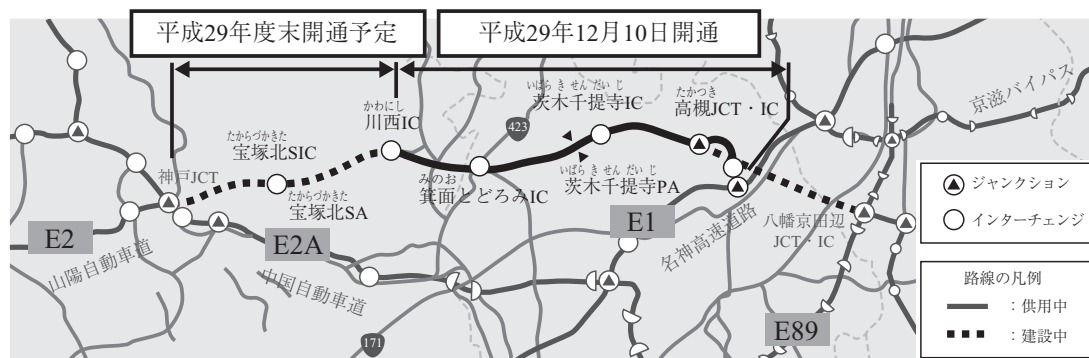 平成29年度末開通予定
平成29年12月10日開通
かわにし
川西IC
いばらきせんだいじ
茨木千提寺IC
たかつき
高槻JCT・IC
京滋バイパス
423
たからづかきた
宝塚北SIC
神戸JCT
たからづかきた
宝塚北SA
みのお
箕面とどろみIC
いばらきせんだいじ
茨木千提寺PA
E2
E2A
E1
八幡京田辺
JCT・IC
名神高速道路
山陽自動車道
中国自動車道
171
E89
ジャンクション
インターチェンジ
路線の凡例
：供用中
：建設中